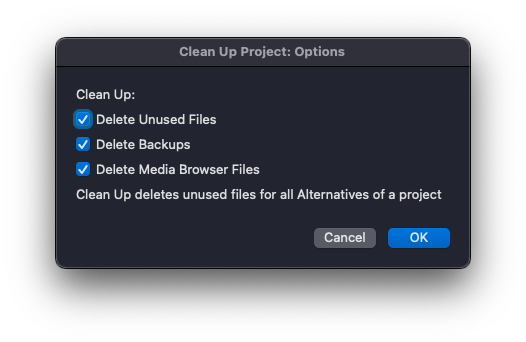 Clean Up Project: Options
Clean Up:
Delete Unused Files
Delete Backups
Delete Media Browser Files
Clean Up deletes unused files for all Alternatives of a project
Cancel OK